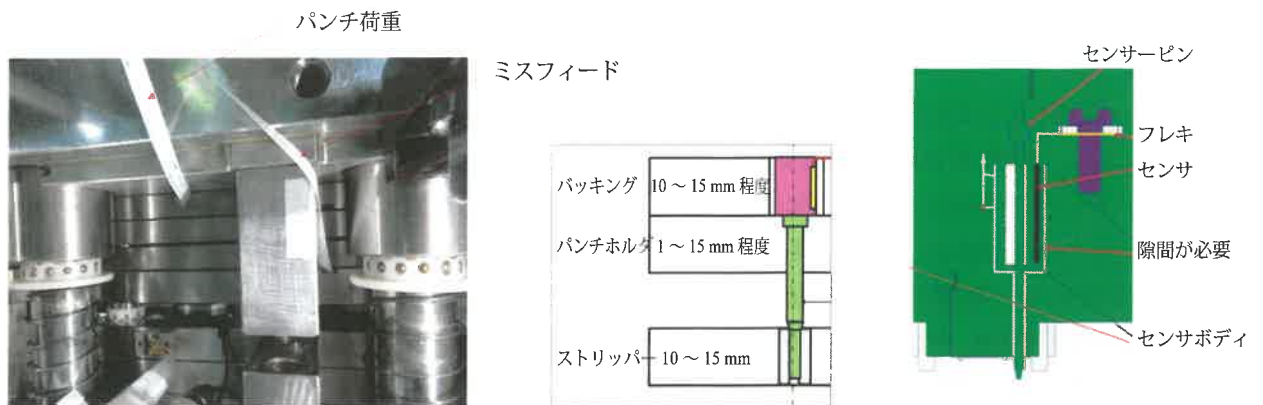 パンチ荷重
ミスフィード
バッキング 10 ～ 15 mm 程度
パンチホルダ 1 ～ 15 mm 程度
ストリッパー 10 ～ 15 mm
センサーピン
フレキ
センサ
隙間が必要
センサボディ